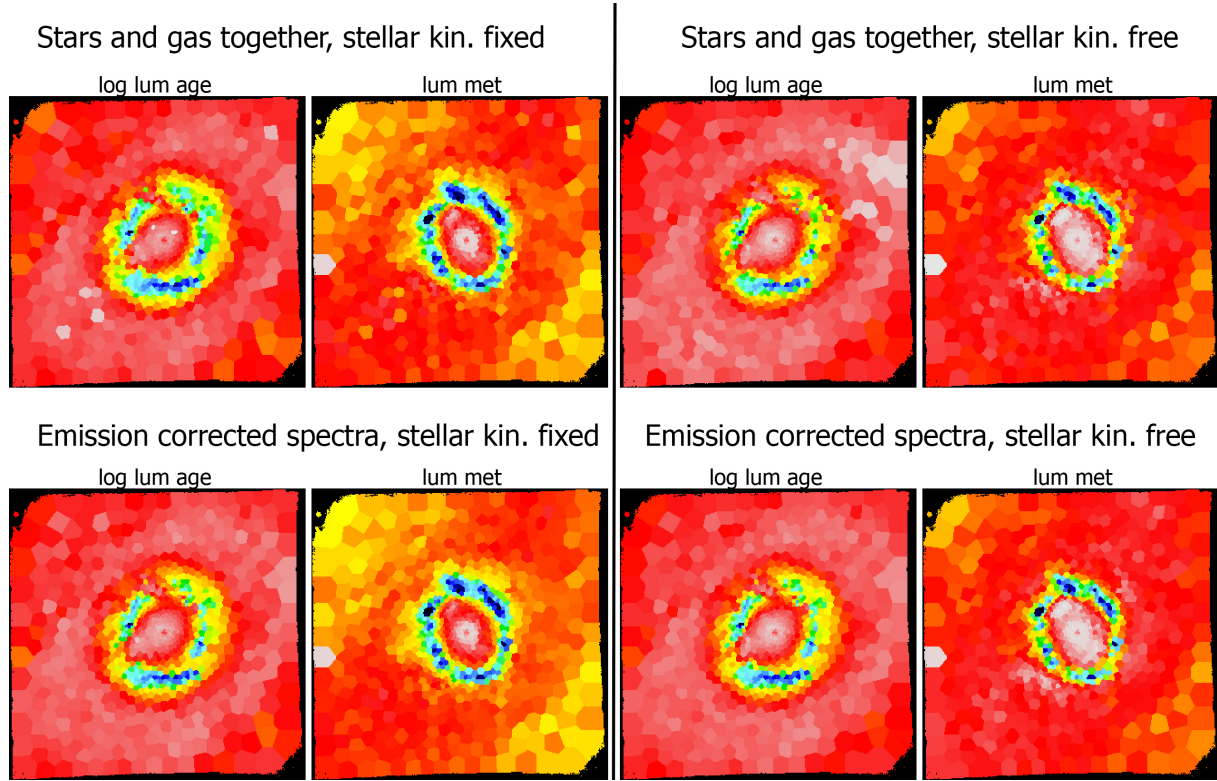 Stars and gas together, stellar kin. fixed
Stars and gas together, stellar kin. free
log lum age
lum met
log lum age
lum met
Emission corrected spectra, stellar kin. fixed
Emission corrected spectra, stellar kin. free
log lum age
lum met
log lum age
lum met